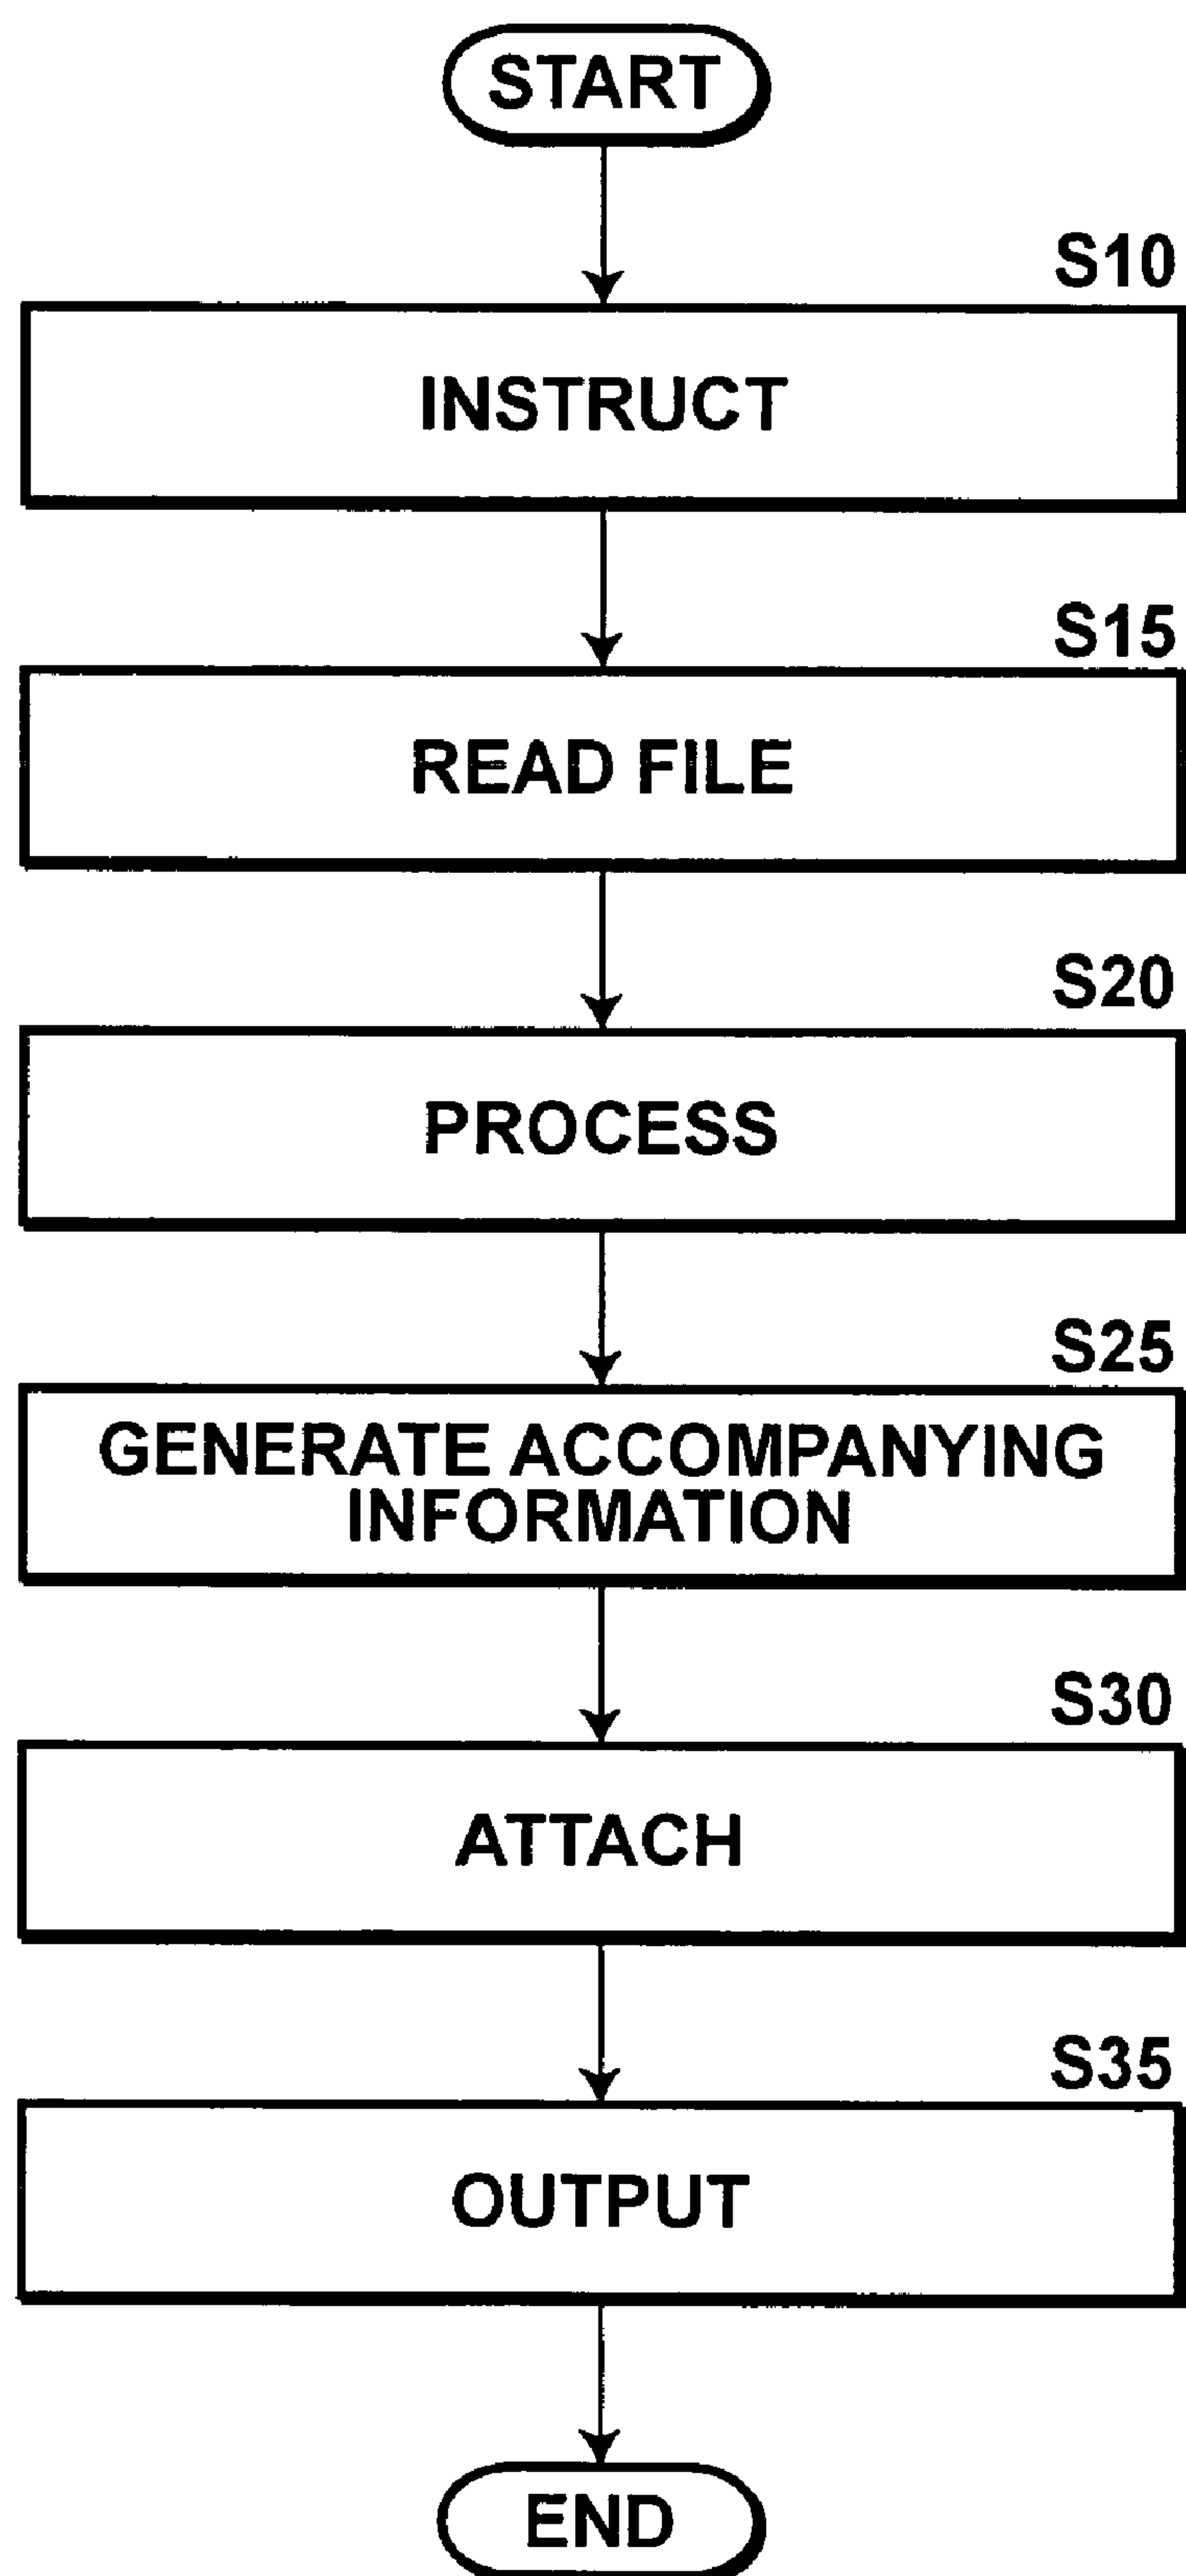 START
S10
INSTRUCT
S15
READ FILE
S20
PROCESS
S25
GENERATE ACCOMPANYING
INFORMATION
S30
ATTACH
S35
OUTPUT
END